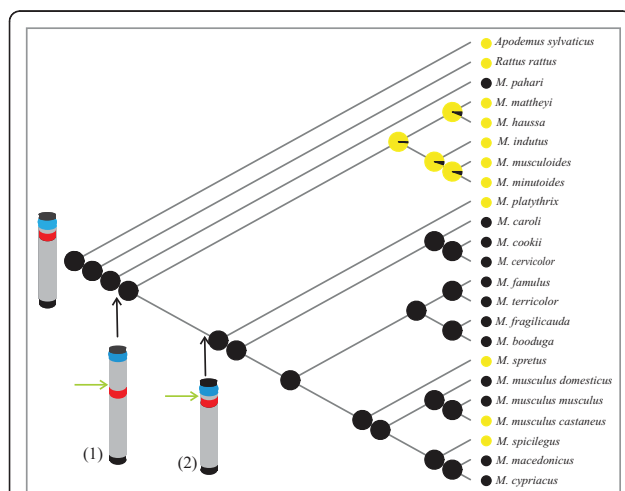 Apodemus sylvaticus
Rattus rattus
M. pahari
M. mattheyi
M. haussa
M. indutus
M. musculoides
M. minutoides
M. platythrix
M. caroli
M. cookii
M. cervicolor
M. famulus
M. terricolor
M. fragilicauda
M. booduga
M. spretus
M. musculus domesticus
M. musculus musculus
M. musculus castaneus
M. spicilegus
M. macedonicus
M. cypriacus
(1)
(2)